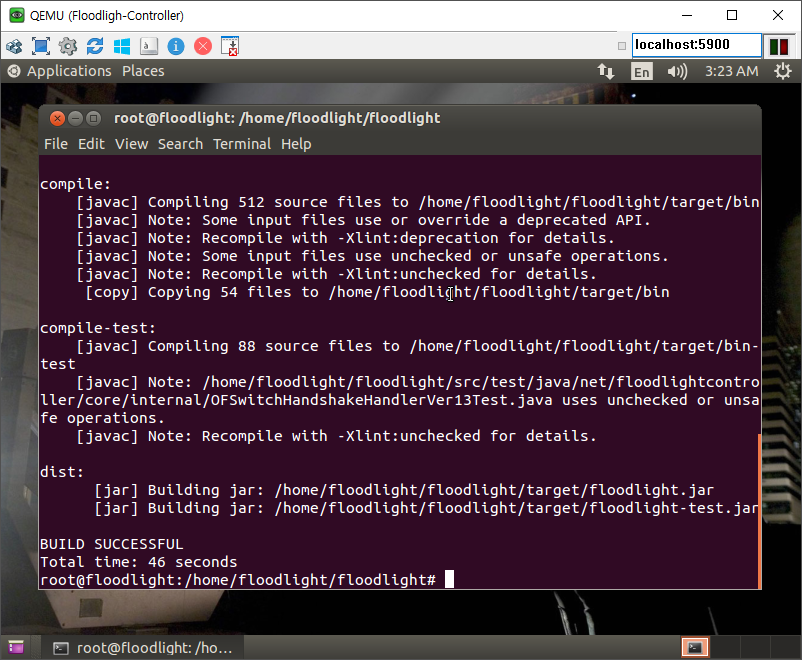 QEMU (Floodligh-Controller)
localhost:5900
Applications Places En 3:23 AM
root@floodlight: /home/floodlight/floodlight
File Edit View Search Terminal Help
compile:
[javac] Compiling 512 source files to /home/floodlight/floodlight/target/bin
[javac] Note: Some input files use or override a deprecated API.
[javac] Note: Recompile with -Xlint:deprecation for details.
[javac] Note: Some input files use unchecked or unsafe operations.
[javac] Note: Recompile with -Xlint:unchecked for details.
[copy] Copying 54 files to /home/floodlight/floodlight/target/bin
compile-test:
[javac] Compiling 88 source files to /home/floodlight/floodlight/target/bin-
test
[javac] Note: /home/floodlight/floodlight/src/test/java/net/floodlightcontro
ller/core/internal/OFSwitchHandshakeHandlerVer13Test.java uses unchecked or unsa
fe operations.
[javac] Note: Recompile with -Xlint:unchecked for details.
dist:
[jar] Building jar: /home/floodlight/floodlight/target/floodlight.jar
[jar] Building jar: /home/floodlight/floodlight/target/floodlight-test.jar
BUILD SUCCESSFUL
Total time: 46 seconds
root@floodlight:/home/floodlight/floodlight#
root@floodlight: /ho...